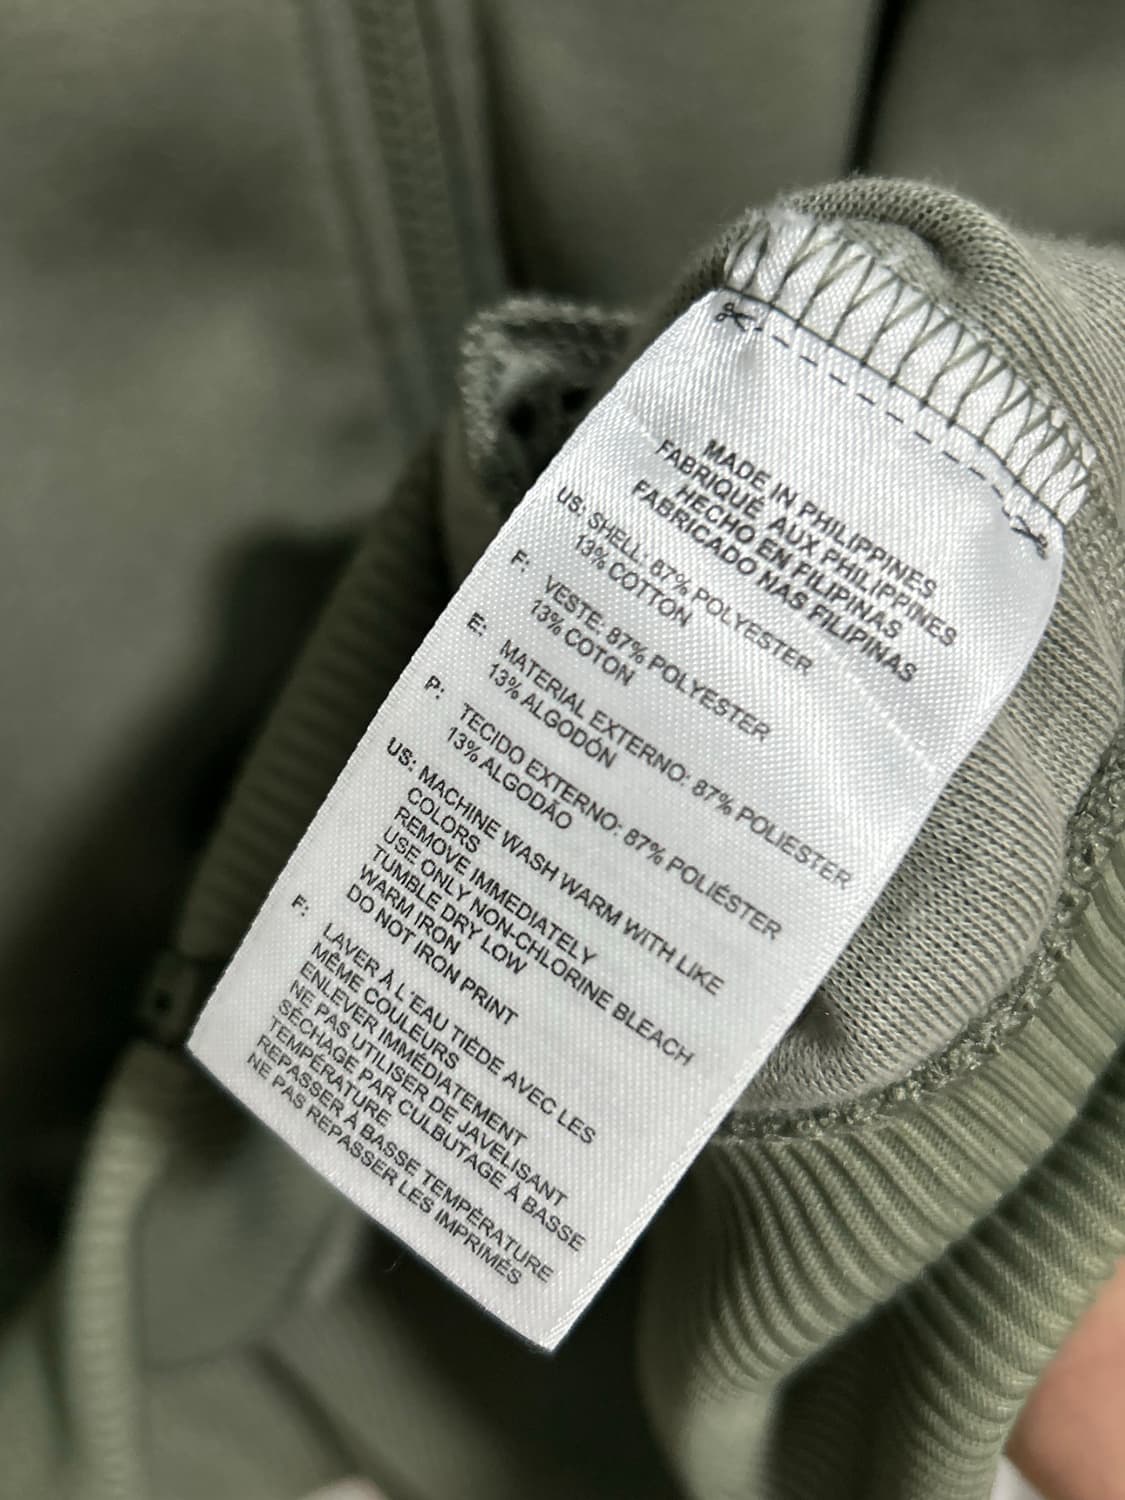 MADE IN PHILIPPINES
FABRIQUÉ AUX PHILIPPINES
HECHO EN FILIPINAS
FABRICADO NAS FILIPINAS
US: SHELL: 87% POLYESTER
13% COTTON
F: VESTE: 87% POLYESTER
13% COTON
E: MATERIAL EXTERNO: 87% POLIESTER
13% ALGODÓN
P: TECIDO EXTERNO: 87% POLIÉSTER
13% ALGODÃO
US: MACHINE WASH WARM WITH LIKE
COLORS
REMOVE IMMEDIATELY
USE ONLY NON-CHLORINE BLEACH
TUMBLE DRY LOW
WARM IRON
DO NOT IRON PRINT
F: LAVER À L'EAU TIÈDE AVEC LES
MÊME COULEURS
ENLEVER IMMÉDIATEMENT
NE PAS UTILISER DE JAVELISANT
SÉCHAGE PAR CULBUTAGE À BASSE
TEMPÉRATURE
REPASSER À BASSE TEMPÉRATURE
NE PAS REPASSER LES IMPRIMÉS